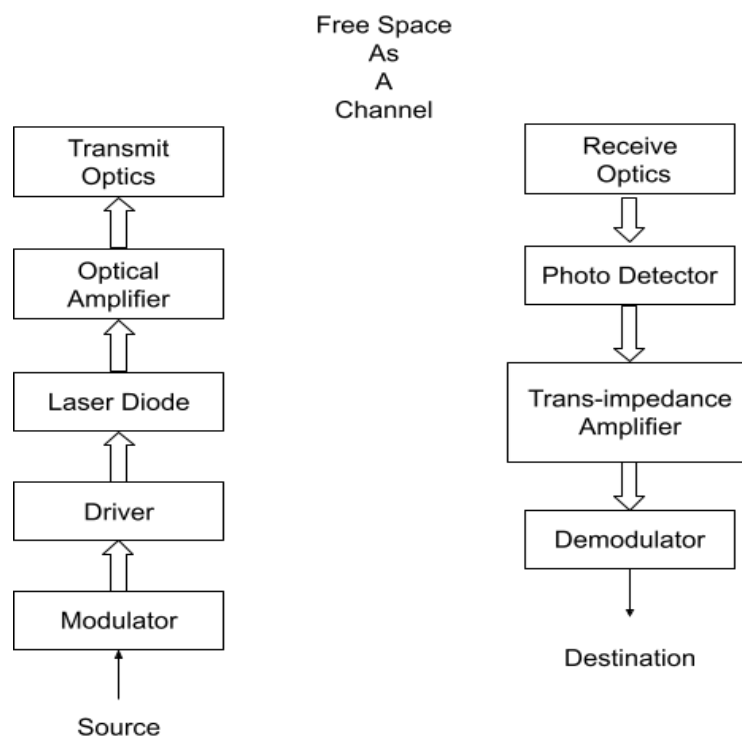 Free Space
As
A
Channel
Transmit
Optics
Optical
Amplifier
Laser Diode
Driver
Modulator
Source
Receive
Optics
Photo Detector
Trans-impedance
Amplifier
Demodulator
Destination